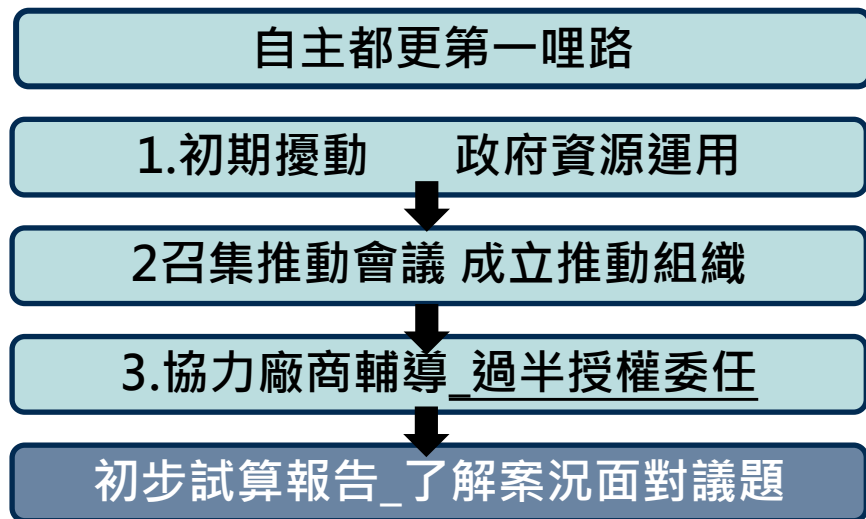 自主都更第一哩路
1.初期擾動 政府資源運用
2召集推動會議 成立推動組織
3.協力廠商輔導_過半授權委任
初步試算報告_了解案況面對議題